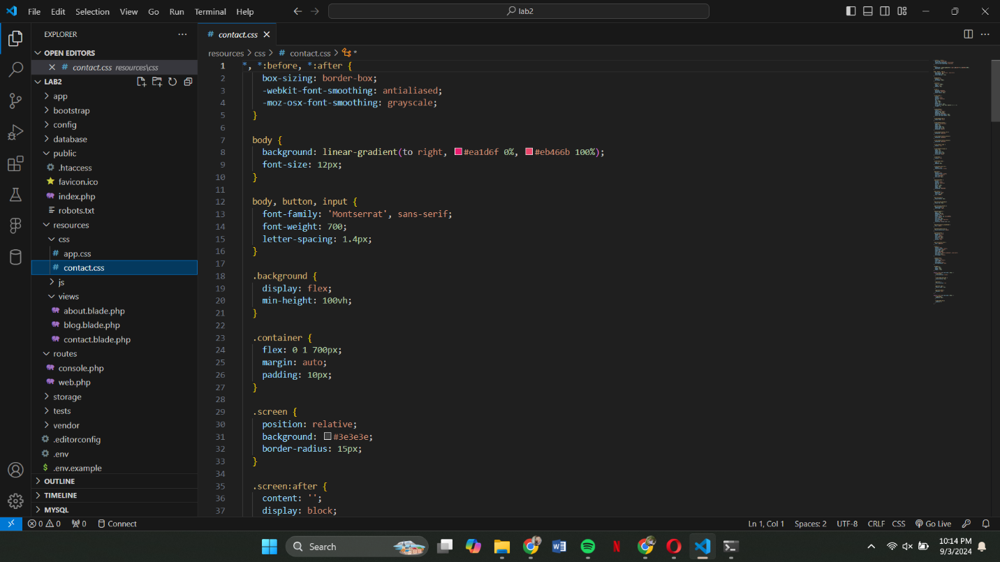 File Edit Selection View Go Run Terminal Help
lab2
EXPLORER
contact.css
OPEN EDITORS
contact.css resources\css
LAB2
app
bootstrap
config
database
public
.htaccess
favicon.ico
index.php
robots.txt
resources
css
app.css
contact.css
js
views
about.blade.php
blog.blade.php
contact.blade.php
routes
console.php
web.php
storage
tests
vendor
.editorconfig
.env
.env.example
OUTLINE
TIMELINE
MYSQL
resources > css > # contact.css > *
1 *, *:before, *:after {
2 box-sizing: border-box;
3 -webkit-font-smoothing: antialiased;
4 -moz-osx-font-smoothing: grayscale;
5 }
6
7 body {
8 background: linear-gradient(to right, #ea1d6f 0%, #eb466b 100%);
9 font-size: 12px;
10 }
11
12 body, button, input {
13 font-family: 'Montserrat', sans-serif;
14 font-weight: 700;
15 letter-spacing: 1.4px;
16 }
17
18 .background {
19 display: flex;
20 min-height: 100vh;
21 }
22
23 .container {
24 flex: 0 1 700px;
25 margin: auto;
26 padding: 10px;
27 }
28
29 .screen {
30 position: relative;
31 background: #3e3e3e;
32 border-radius: 15px;
33 }
34
35 .screen:after {
36 content: '';
37 display: block;
0 0 0 Connect
Ln 1, Col 1 Spaces: 2 UTF-8 CRLF CSS Go Live
Search
10:14 PM
9/3/2024